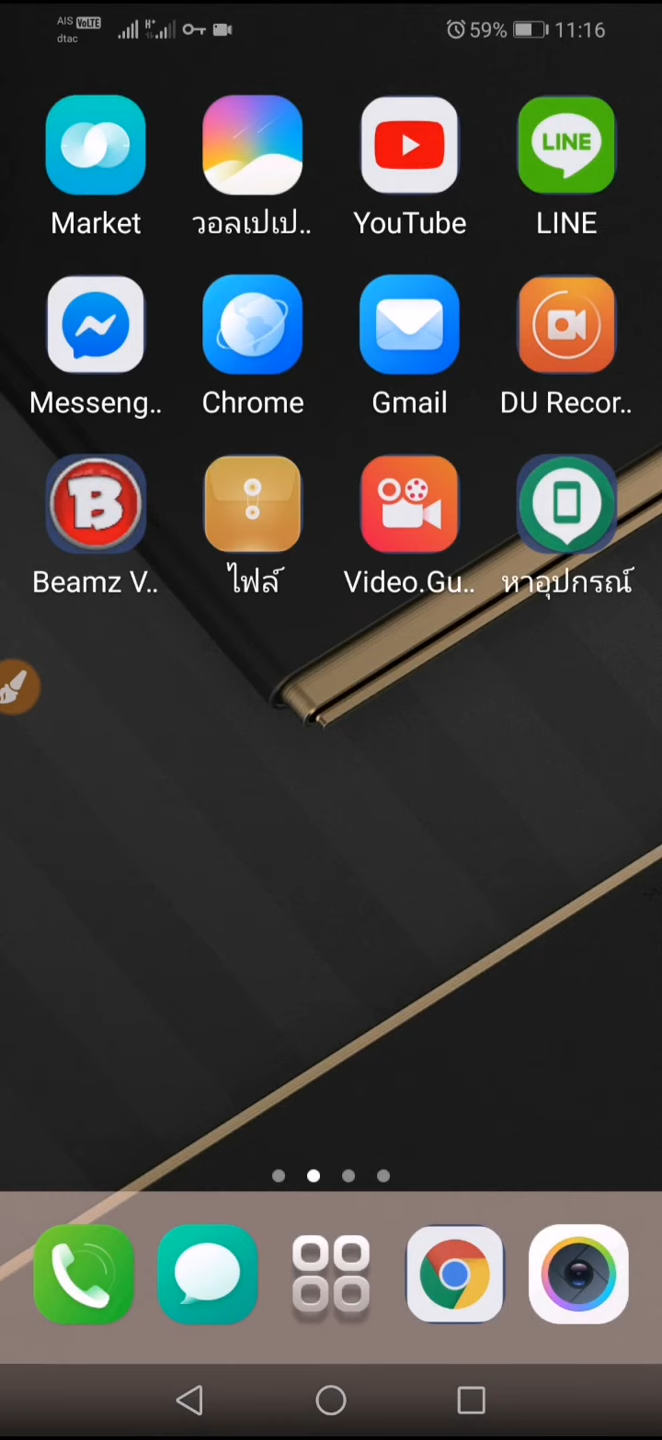 AIS VoLTE
dtac
H+
59% 11:16
Market วอลเปเป.. YouTube LINE
LINE
Messeng.. Chrome Gmail DU Recor..
B
Beamz V.. ไฟล์ Video.Gu.. หาอุปกรณ์